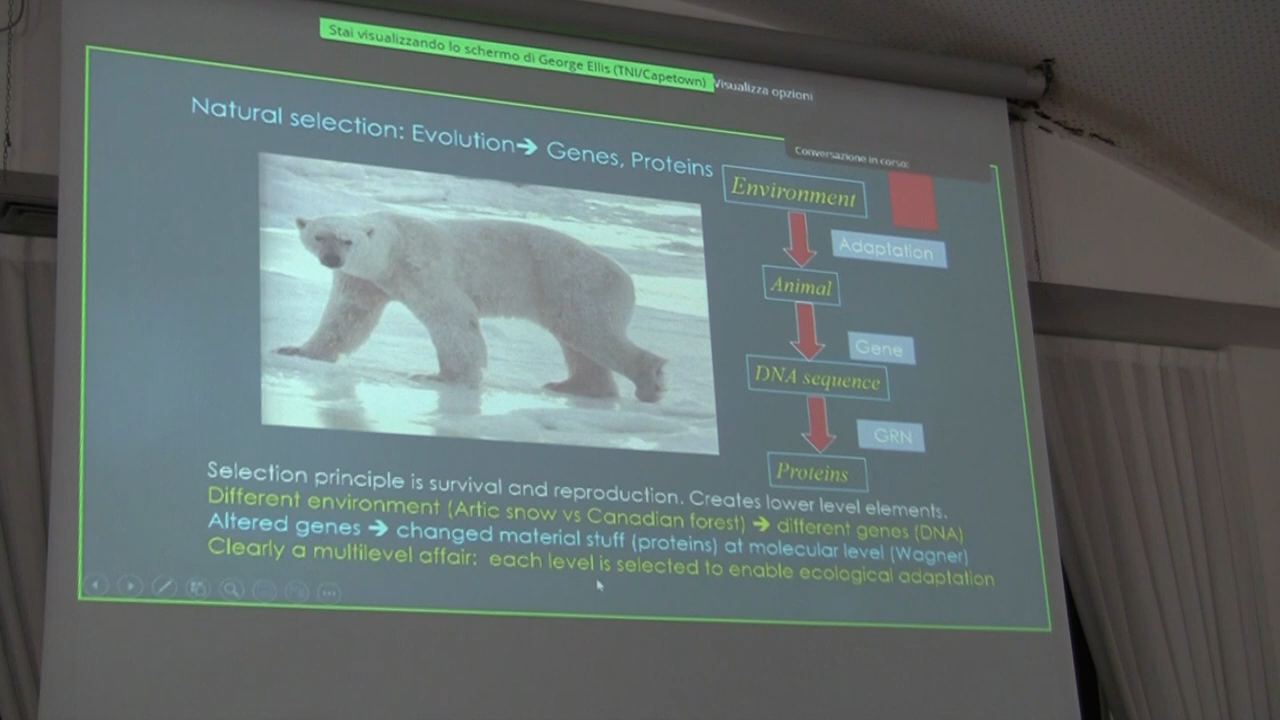 Stai visualizzando lo schermo di George Ellis (TNI/Capetown)
Visualizza opzioni
Conversazione in corso:
Natural selection: Evolution➔ Genes, Proteins
Environment
Adaptation
Animal
Gene
DNA sequence
GRN
Proteins
Selection principle is survival and reproduction. Creates lower level elements.
Different environment (Artic snow vs Canadian forest) ➔ different genes (DNA)
Altered genes ➔ changed material stuff (proteins) at molecular level (Wagner)
Clearly a multilevel affair: each level is selected to enable ecological adaptation